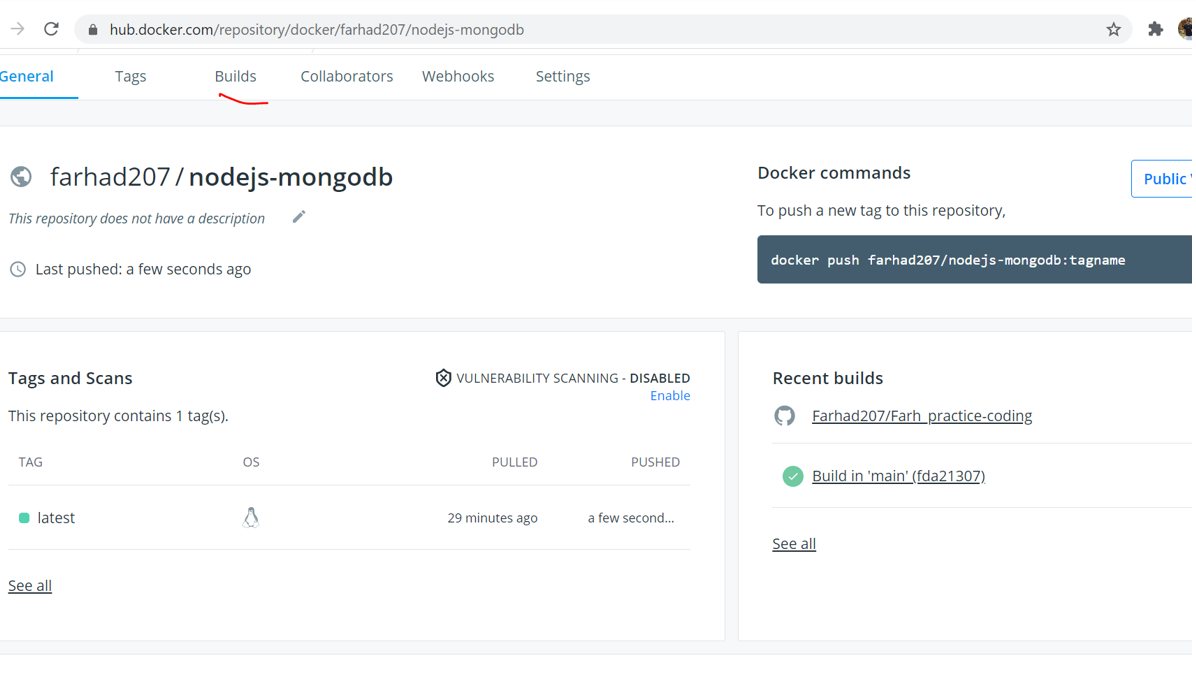 hub.docker.com/repository/docker/farhad207/nodejs-mongodb
General Tags Builds Collaborators Webhooks Settings
farhad207 / nodejs-mongodb
This repository does not have a description
Last pushed: a few seconds ago
Docker commands
Public
To push a new tag to this repository,
docker push farhad207/nodejs-mongodb:tagname
Tags and Scans
VULNERABILITY SCANNING - DISABLED
Enable
This repository contains 1 tag(s).
TAG OS PULLED PUSHED
latest 29 minutes ago a few second...
See all
Recent builds
Farhad207/Farh_practice-coding
Build in 'main' (fda21307)
See all